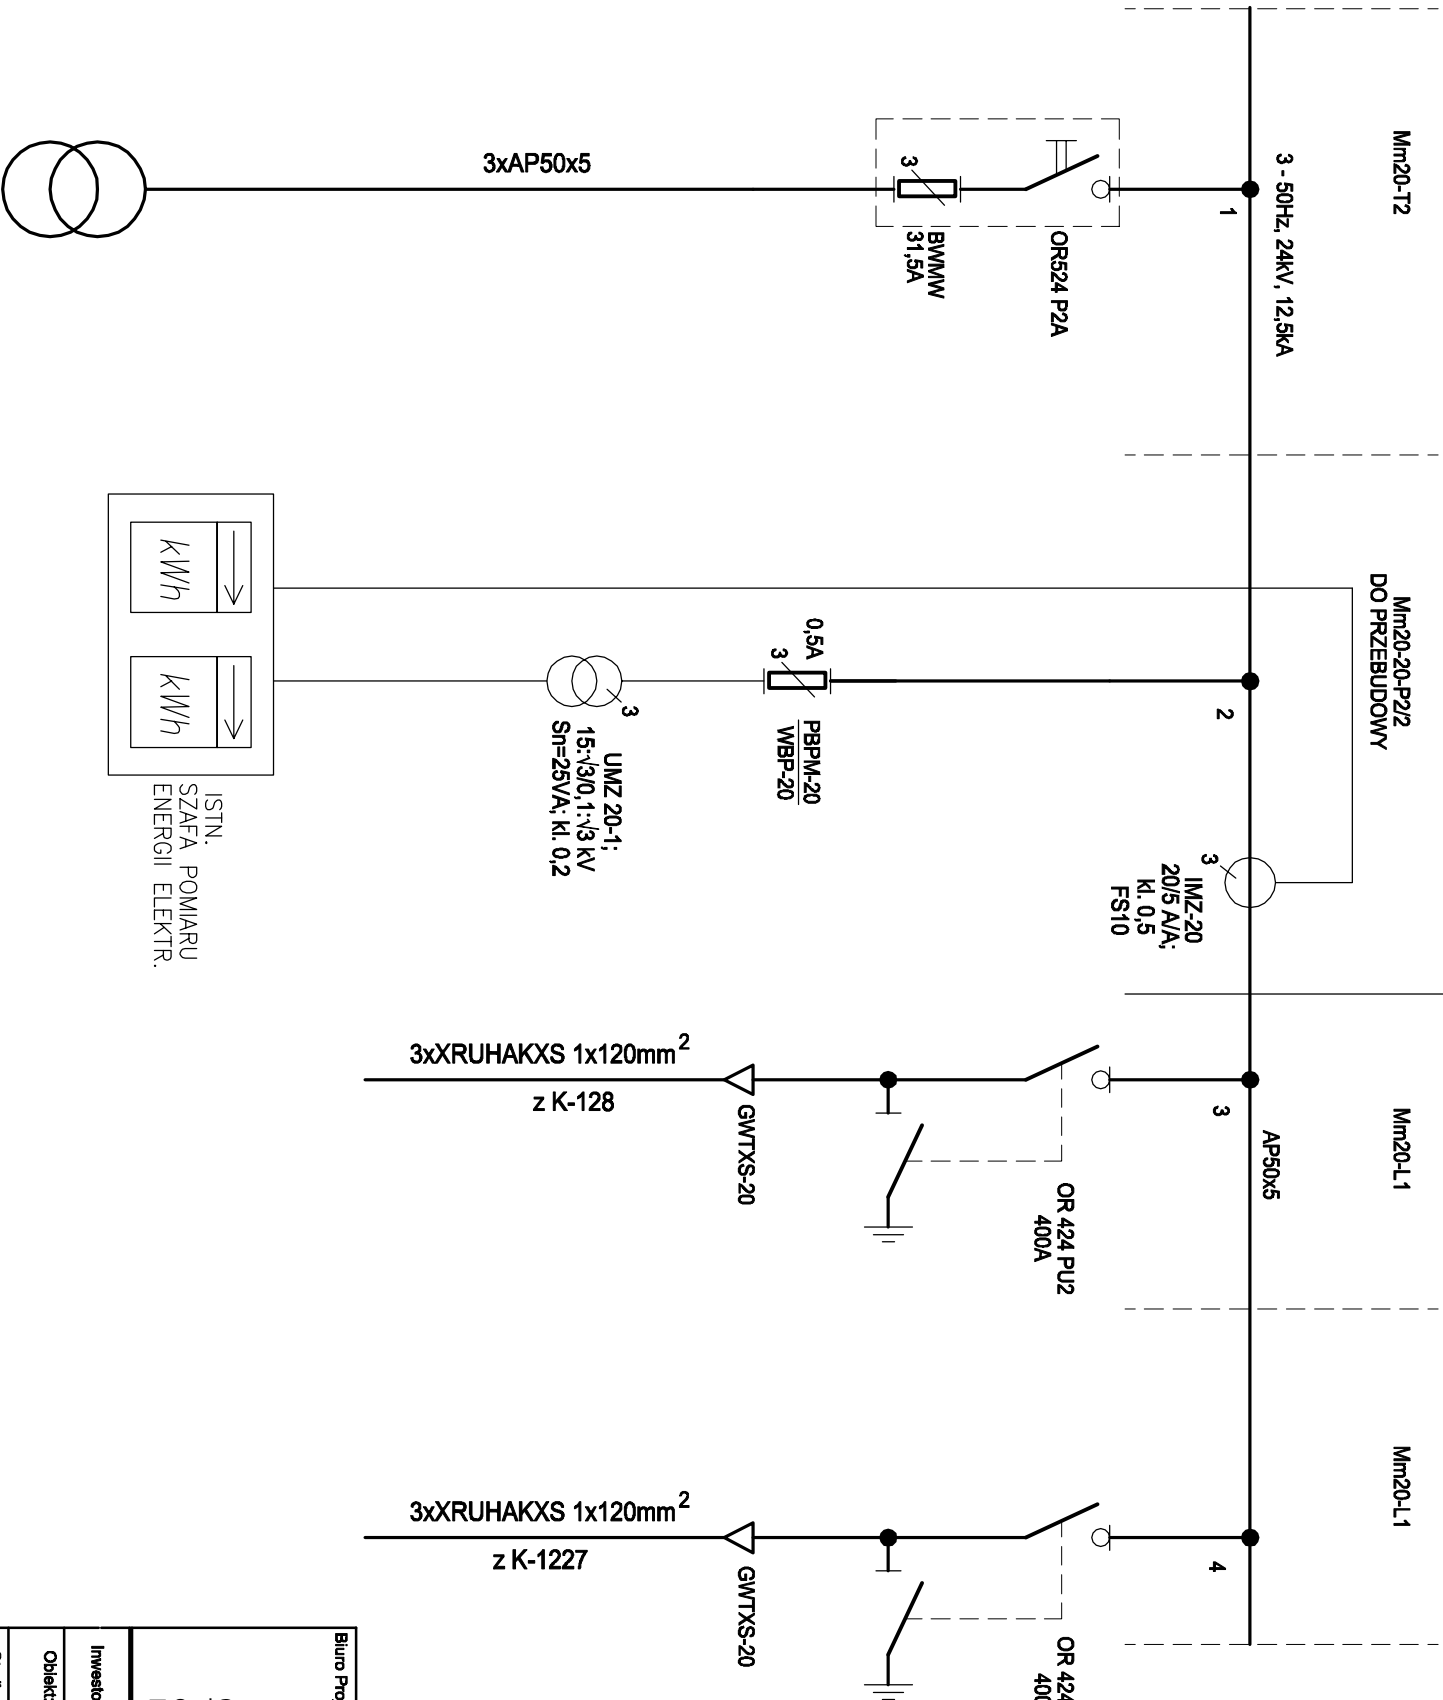 Mm20-T2
3 - 50Hz, 24kV, 12,5kA
1
OR524 P2A
3
BWMW
31,5A
3xAP50x5
Mm20-20-P2/2
DO PRZEBUDOWY
2
IMZ-20
20/5 A/A;
kl. 0,5
FS10
3
0,5A
3
PBPM-20
WBP-20
3
UMZ 20-1;
15:√3/0,1:√3 kV
Sn=25VA; kl. 0,2
kWh
kWh
ISTN.
SZAFA POMIARU
ENERGII ELEKTR.
Mm20-L1
AP50x5
3
OR 424 PU2
400A
GWTXS-20
3xXRUHAKXS 1x120mm²
z K-128
Mm20-L1
4
OR 424
GWTXS-20
3xXRUHAKXS 1x120mm²
z K-1227
Biuro Pro
Inwesto
Obiekt: